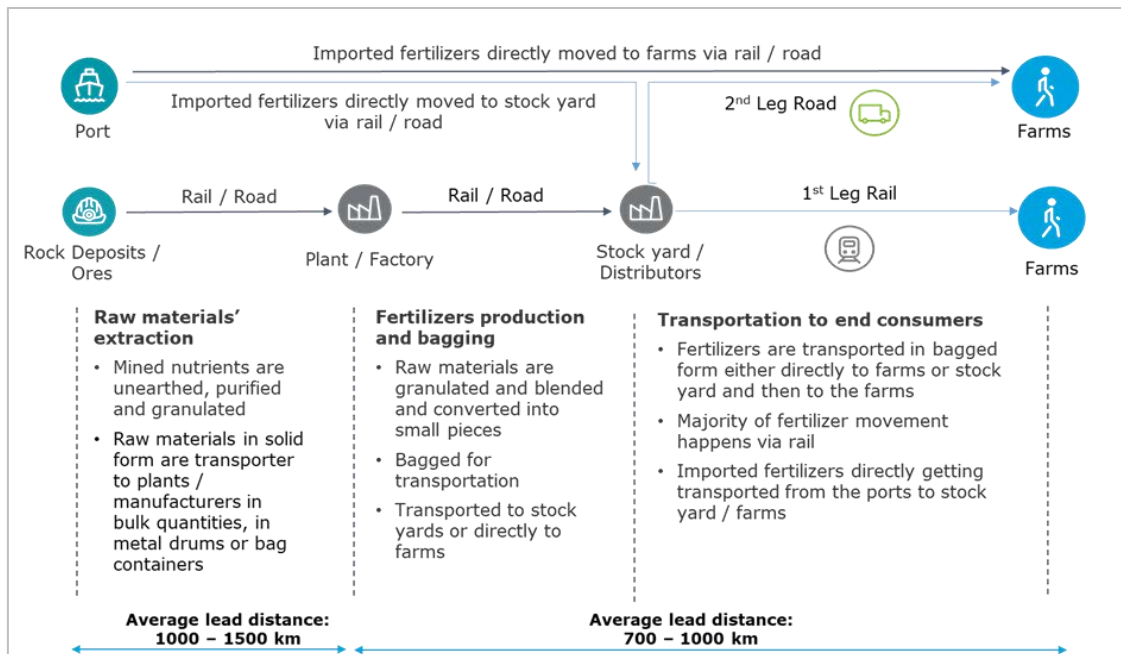 Imported fertilizers directly moved to farms via rail / road
Imported fertilizers directly moved to stock yard
via rail / road
Port
2nd Leg Road
Farms
Rail / Road
Rail / Road
1st Leg Rail
Rock Deposits /
Ores
Plant / Factory
Stock yard /
Distributors
Farms
Raw materials’
extraction
• Mined nutrients are
unearthed, purified
and granulated
• Raw materials in solid
form are transporter
to plants /
manufacturers in
bulk quantities, in
metal drums or bag
containers
Fertilizers production
and bagging
• Raw materials are
granulated and blended
and converted into
small pieces
• Bagged for
transportation
• Transported to stock
yards or directly to
farms
Transportation to end consumers
• Fertilizers are transported in bagged
form either directly to farms or stock
yard and then to the farms
• Majority of fertilizer movement
happens via rail
• Imported fertilizers directly getting
transported from the ports to stock
yard / farms
Average lead distance:
1000 – 1500 km
Average lead distance:
700 – 1000 km